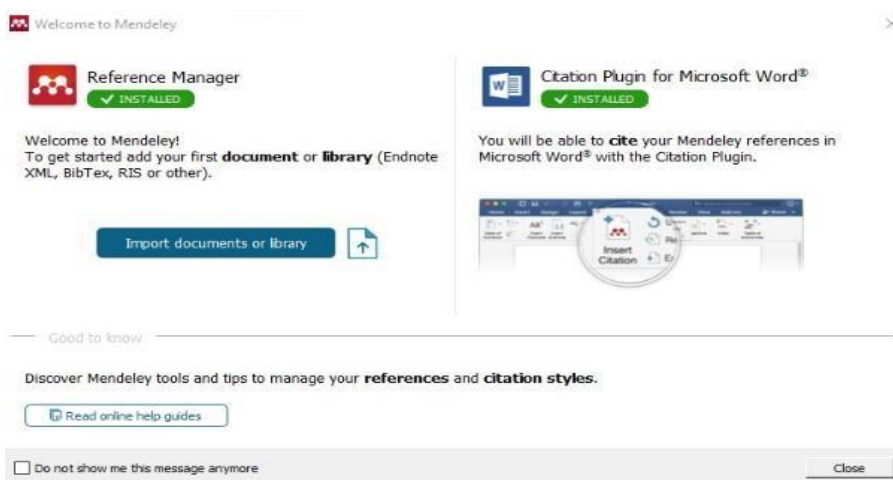 Welcome to Mendeley
Reference Manager
INSTALLED
Welcome to Mendeley!
To get started add your first document or library (Endnote
XML, BibTex, RIS or other).
Import documents or library
Citation Plugin for Microsoft Word®
INSTALLED
You will be able to cite your Mendeley references in
Microsoft Word® with the Citation Plugin.
Insert
Citation
Good to know
Discover Mendeley tools and tips to manage your references and citation styles.
Read online help guides
Do not show me this message anymore
Close